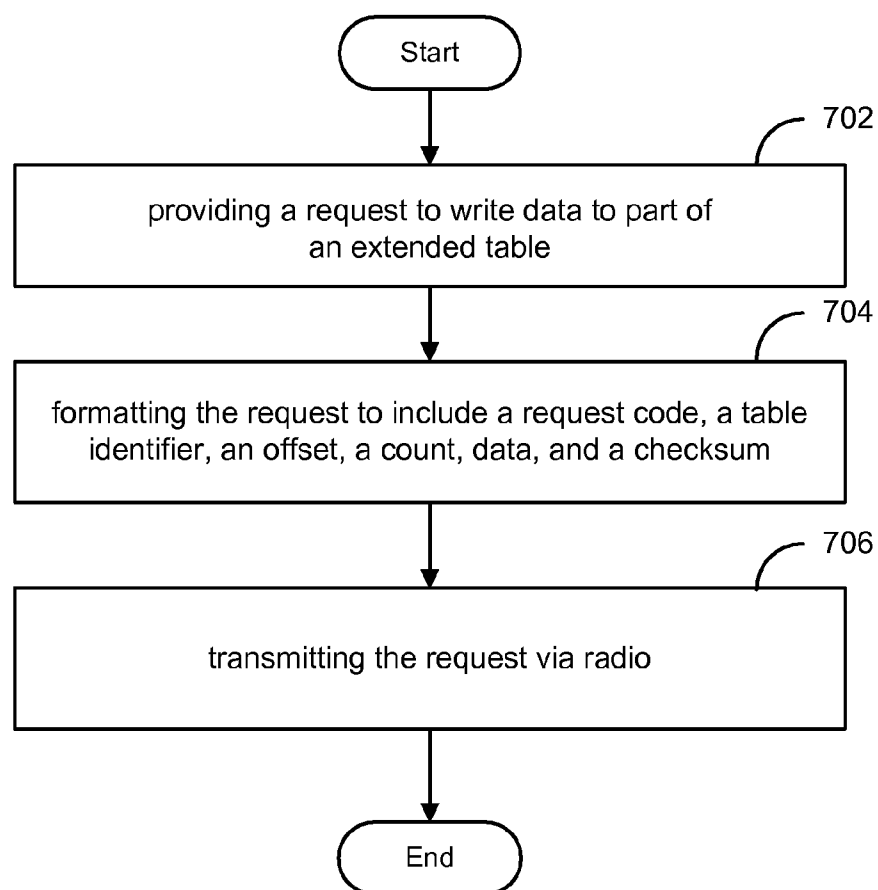 Start
702
providing a request to write data to part of
an extended table
704
formatting the request to include a request code, a table
identifier, an offset, a count, data, and a checksum
706
transmitting the request via radio
End